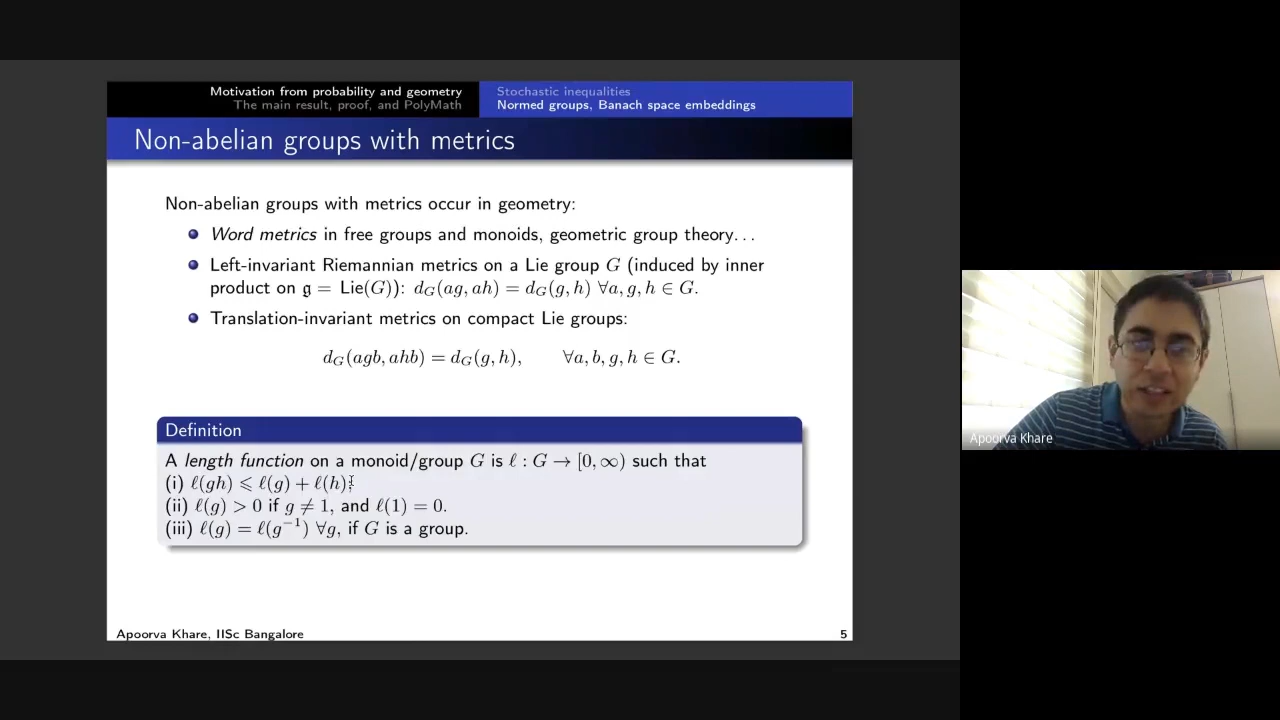 Motivation from probability and geometry
The main result, proof, and PolyMath
Stochastic inequalities
Normed groups, Banach space embeddings
Non-abelian groups with metrics
Non-abelian groups with metrics occur in geometry:
Word metrics in free groups and monoids, geometric group theory...
Left-invariant Riemannian metrics on a Lie group G (induced by inner
product on 𝔤 = Lie(G)): d_G(ag, ah) = d_G(g, h) ∀a, g, h ∈ G.
Translation-invariant metrics on compact Lie groups:
d_G(agb, ahb) = d_G(g, h), ∀a, b, g, h ∈ G.
Definition
A length function on a monoid/group G is ℓ : G → [0, ∞) such that
(i) ℓ(gh) ⩽ ℓ(g) + ℓ(h);
(ii) ℓ(g) > 0 if g ≠ 1, and ℓ(1) = 0.
(iii) ℓ(g) = ℓ(g⁻¹) ∀g, if G is a group.
Apoorva Khare, IISc Bangalore
5
Apoorva Khare